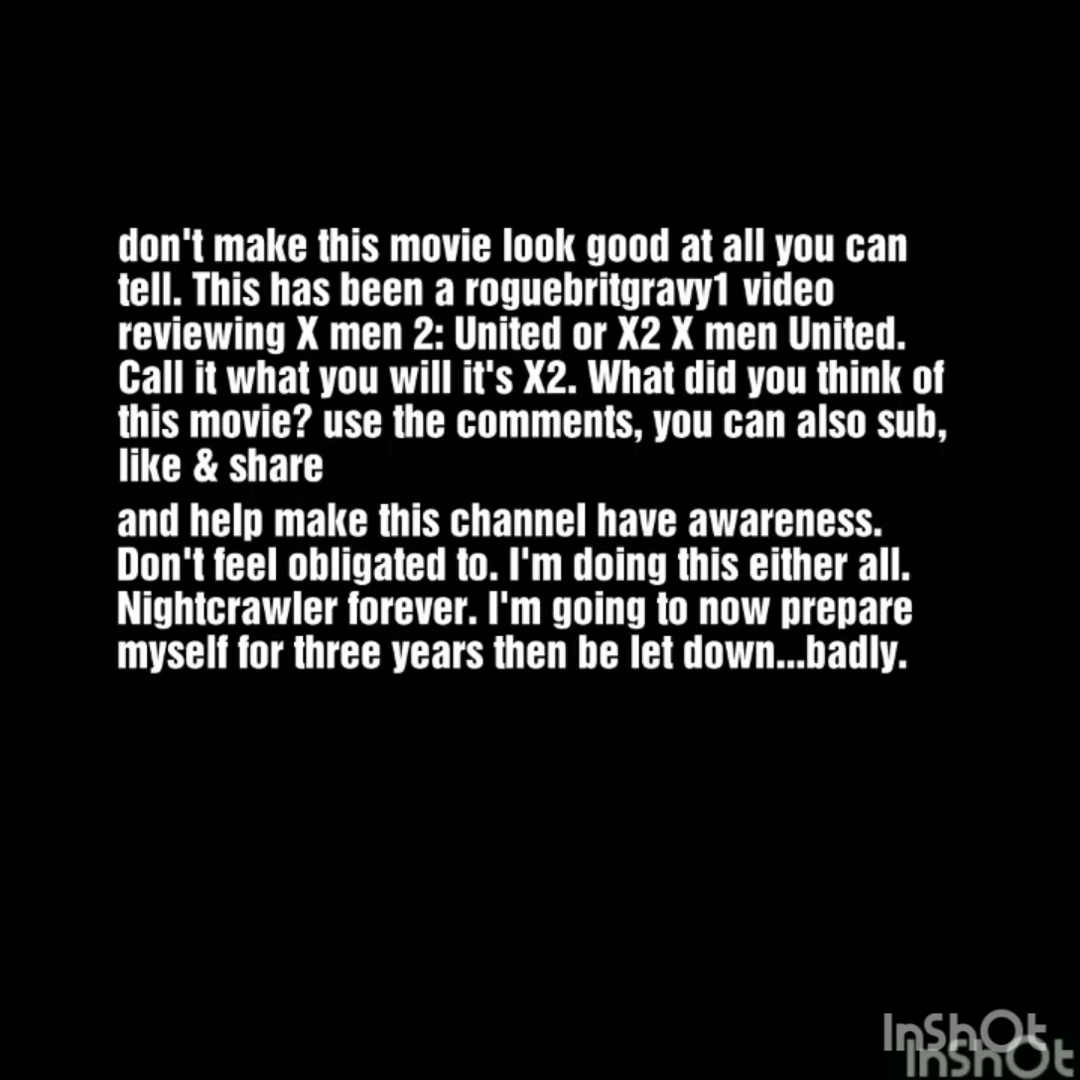 don't make this movie look good at all you can
tell. This has been a roguebritgravy1 video
reviewing X men 2: United or X2 X men United.
Call it what you will it's X2. What did you think of
this movie? use the comments, you can also sub,
like & share
and help make this channel have awareness.
Don't feel obligated to. I'm doing this either all.
Nightcrawler forever. I'm going to now prepare
myself for three years then be let down...badly.
InShOt
InShOt